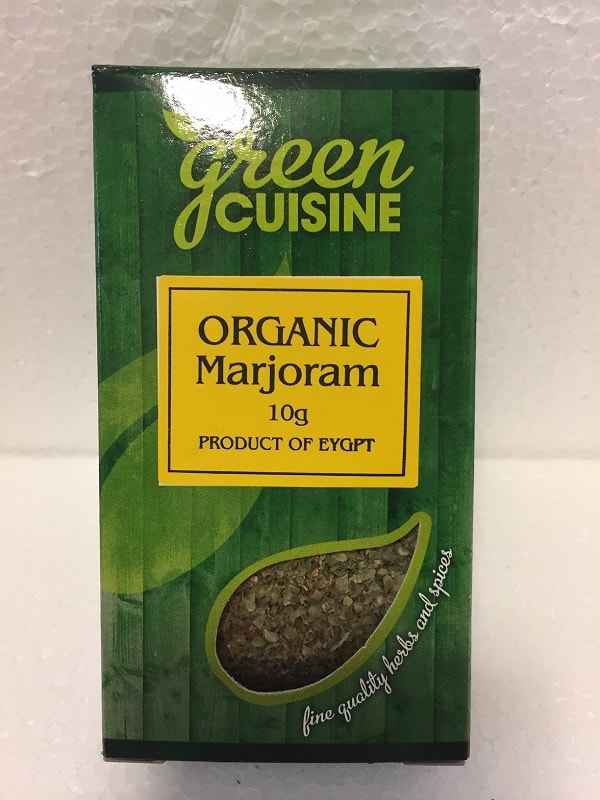 green
CUISINE
ORGANIC
Marjoram
10g
PRODUCT OF EYGPT
fine quality herbs and spices